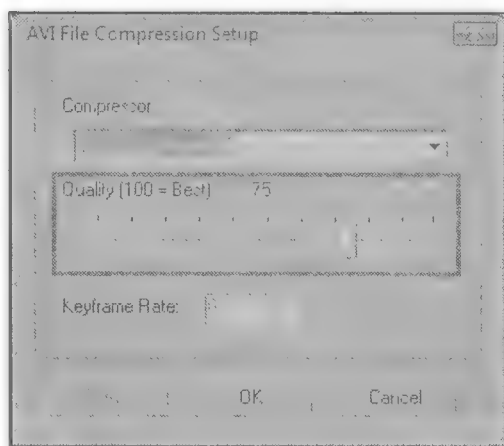 AVI File Compression Setup
Compressor
Quality (100 = Best) 75
Keyframe Rate:
OK
Cancel